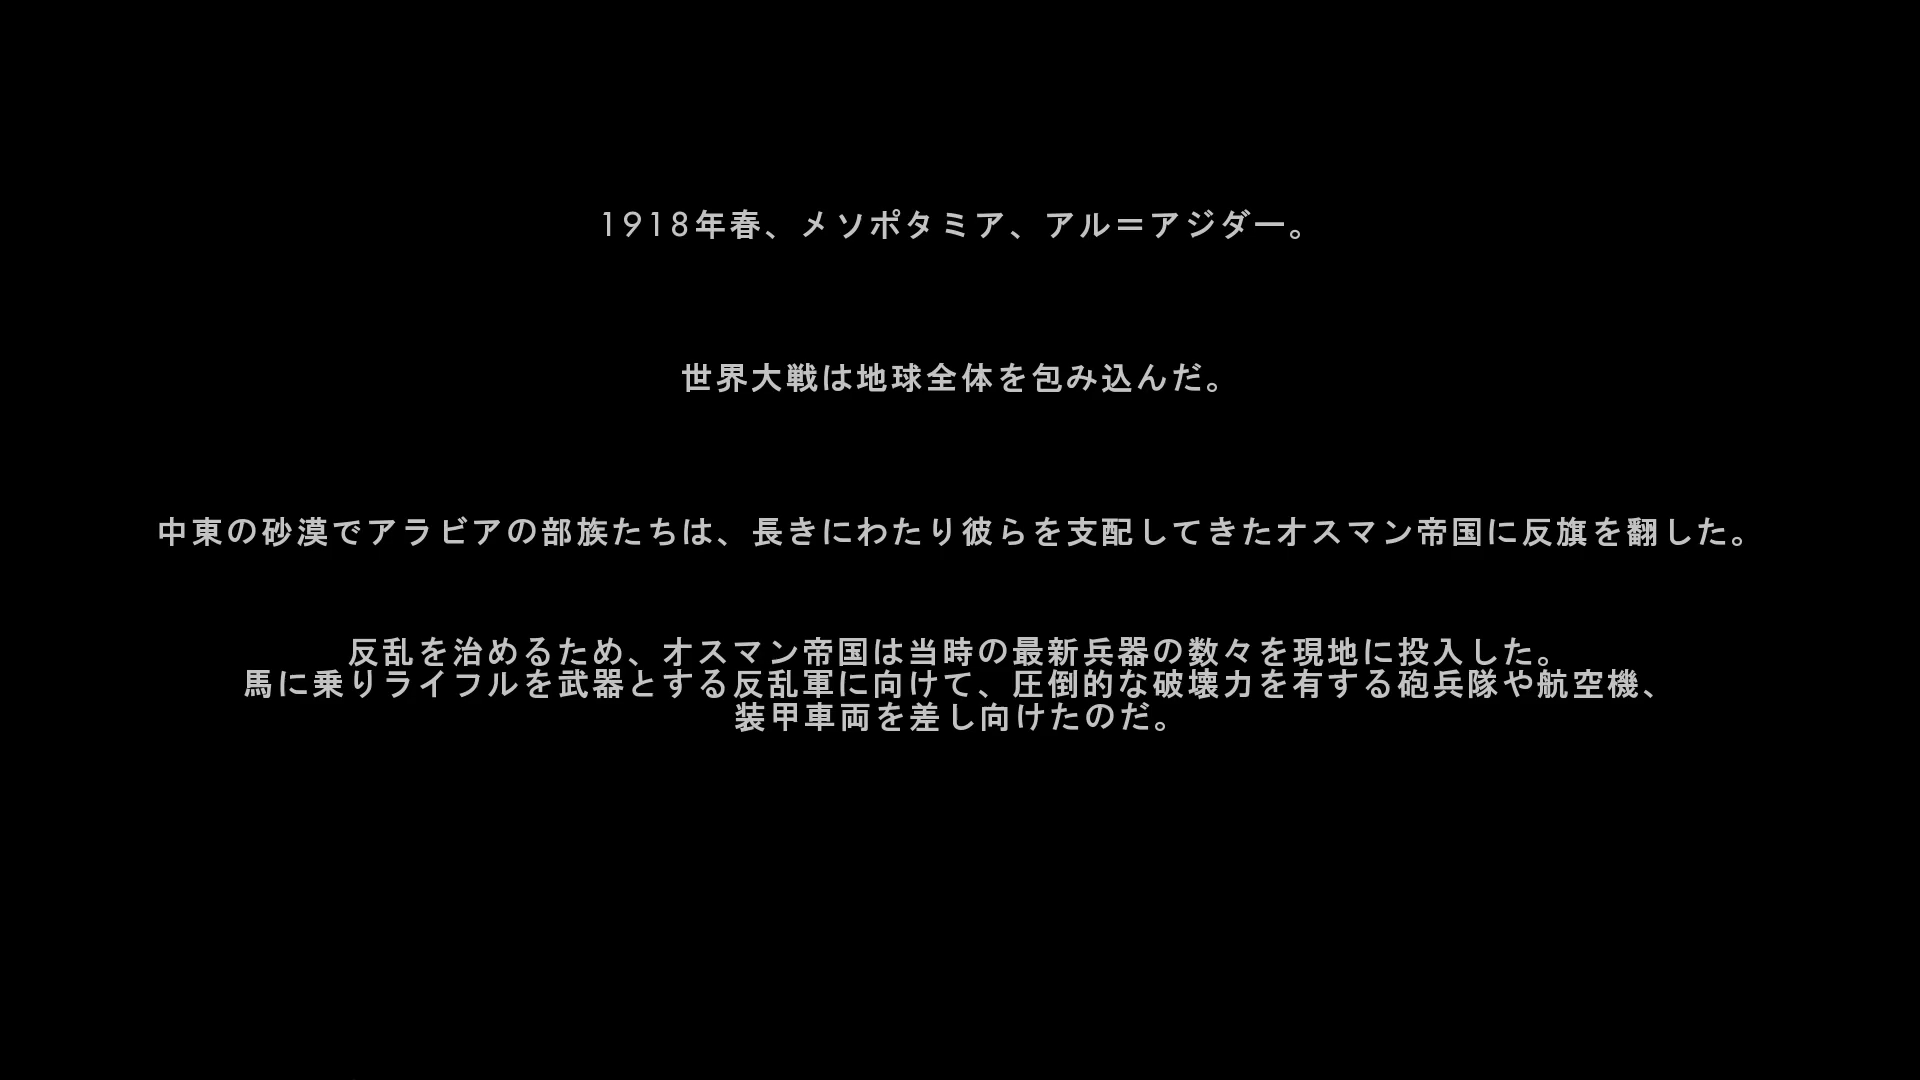 1918年春、メソポタミア、アル＝アジダー。
世界大戦は地球全体を包み込んだ。
中東の砂漠でアラビアの部族たちは、長きにわたり彼らを支配してきたオスマン帝国に反旗を翻した。
反乱を治めるため、オスマン帝国は当時の最新兵器の数々を現地に投入した。
馬に乗りライフルを武器とする反乱軍に向けて、圧倒的な破壊力を有する砲兵隊や航空機、
装甲車両を差し向けたのだ。